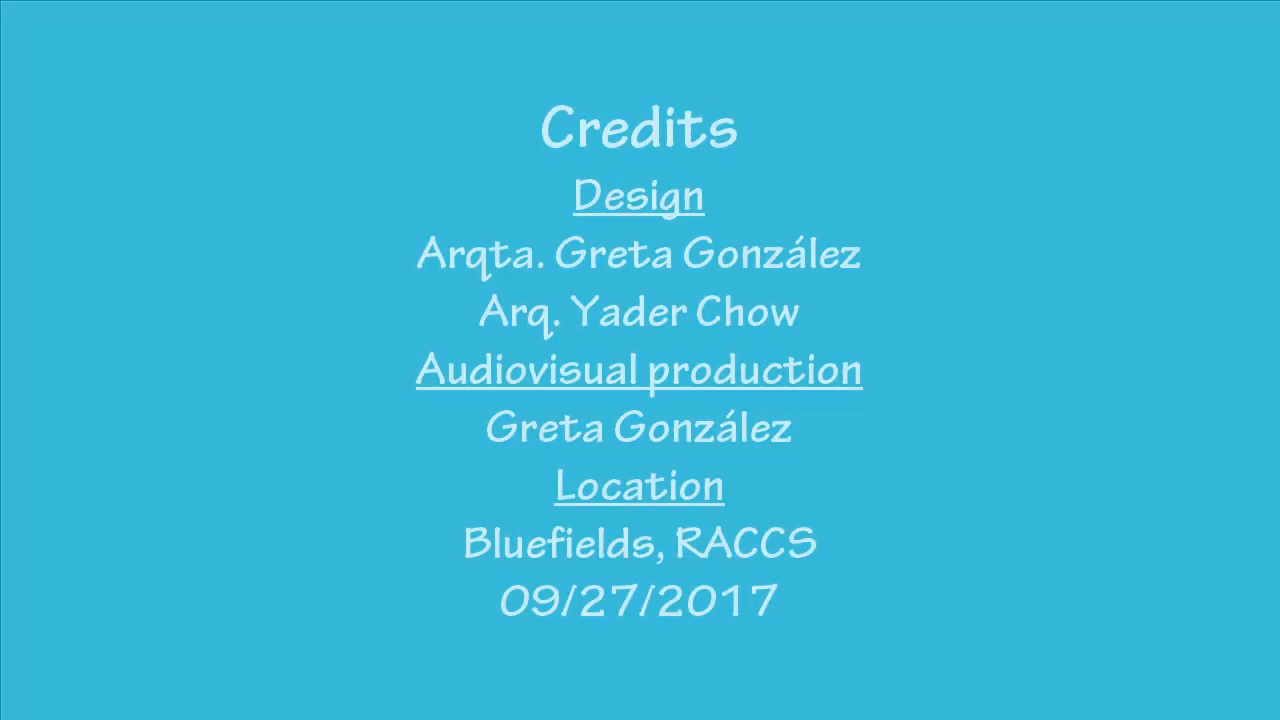 Credits
Design
Arqta. Greta González
Arq. Yader Chow
Audiovisual production
Greta González
Location
Bluefields, RACCS
09/27/2017